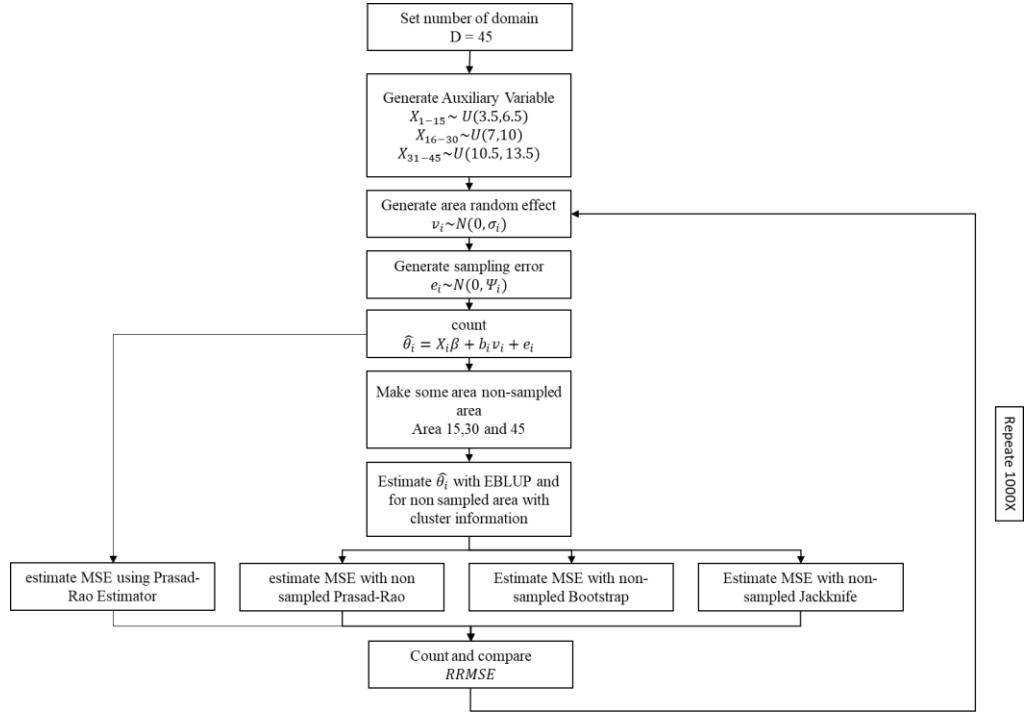 Set number of domain
D = 45
Generate Auxiliary Variable
𝑋₁₋₁₅~ 𝑈(3.5,6.5)
𝑋₁₆₋₃₀~𝑈(7,10)
𝑋₃₁₋₄₅~𝑈(10.5, 13.5)
Generate area random effect
𝑣ᵢ~𝑁(0, 𝜎ᵢ)
Generate sampling error
𝑒ᵢ~𝑁(0, 𝛹ᵢ)
count
𝜃̂ᵢ = 𝑋ᵢ𝛽 + 𝑏ᵢ𝑣ᵢ + 𝑒ᵢ
Make some area non-sampled
area
Area 15,30 and 45
Estimate 𝜃̂ᵢ with EBLUP and
for non sampled area with
cluster information
estimate MSE using Prasad-
Rao Estimator
estimate MSE with non
sampled Prasad-Rao
Estimate MSE with non-
sampled Bootstrap
Estimate MSE with non-
sampled Jackknife
Count and compare
𝑅𝑅𝑀𝑆𝐸
Repeate 1000X